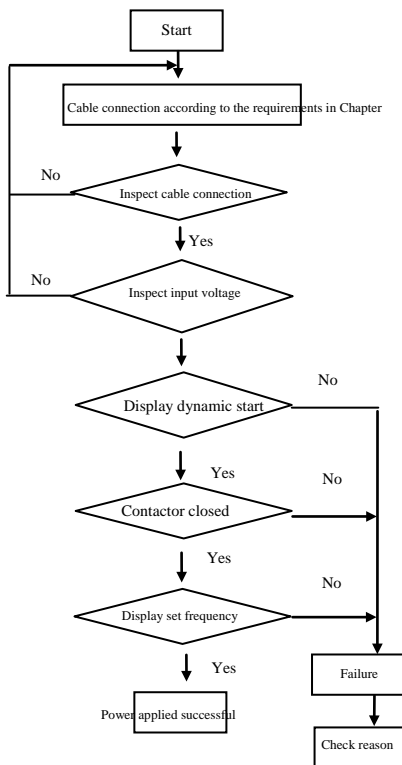 Start
Cable connection according to the requirements in Chapter
No
Inspect cable connection
Yes
No
Inspect input voltage
No
Display dynamic start
Yes
No
Contactor closed
Yes
No
Display set frequency
Yes
Failure
Power applied successful
Check reason